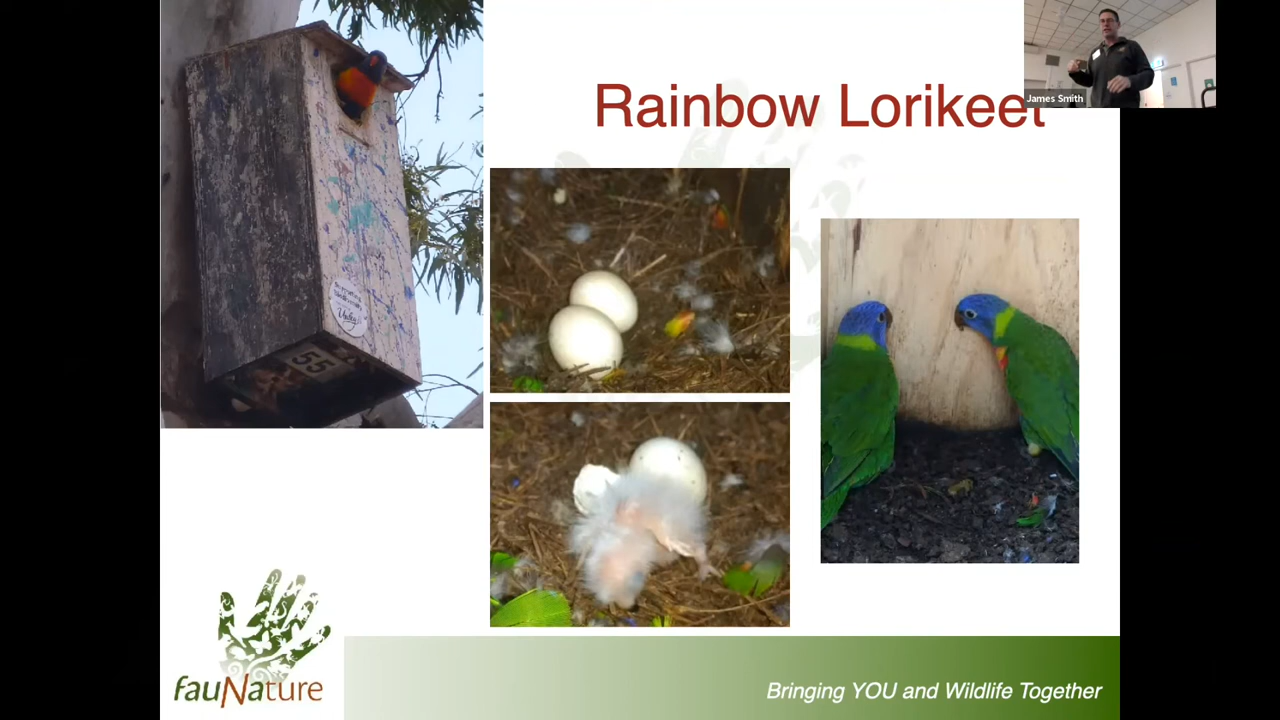 Rainbow Lorikeet
James Smith
55
fauNature
Bringing YOU and Wildlife Together